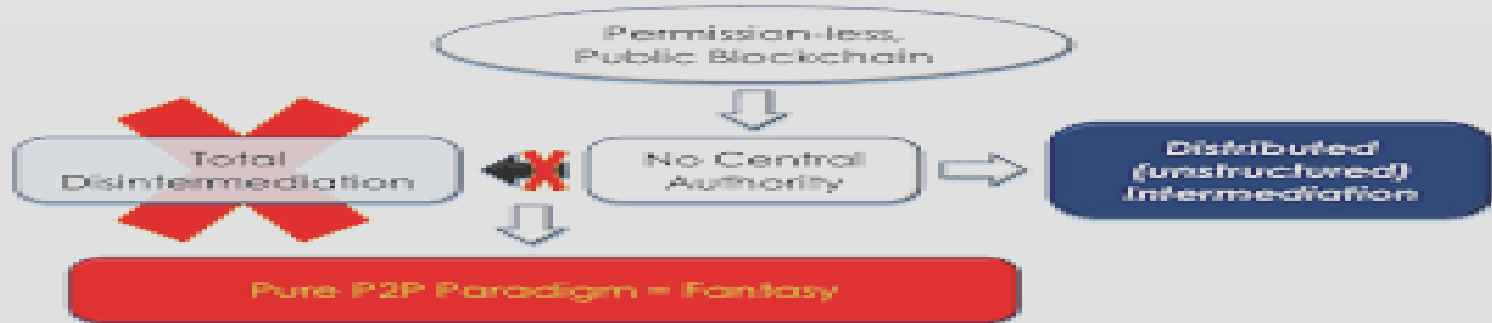 Permission-less,
Public Blockchain
Total
Disintermediation
No Central
Authority
Distributed
(unstructured)
Intermediation
Pure P2P Paradigm = Fantasy